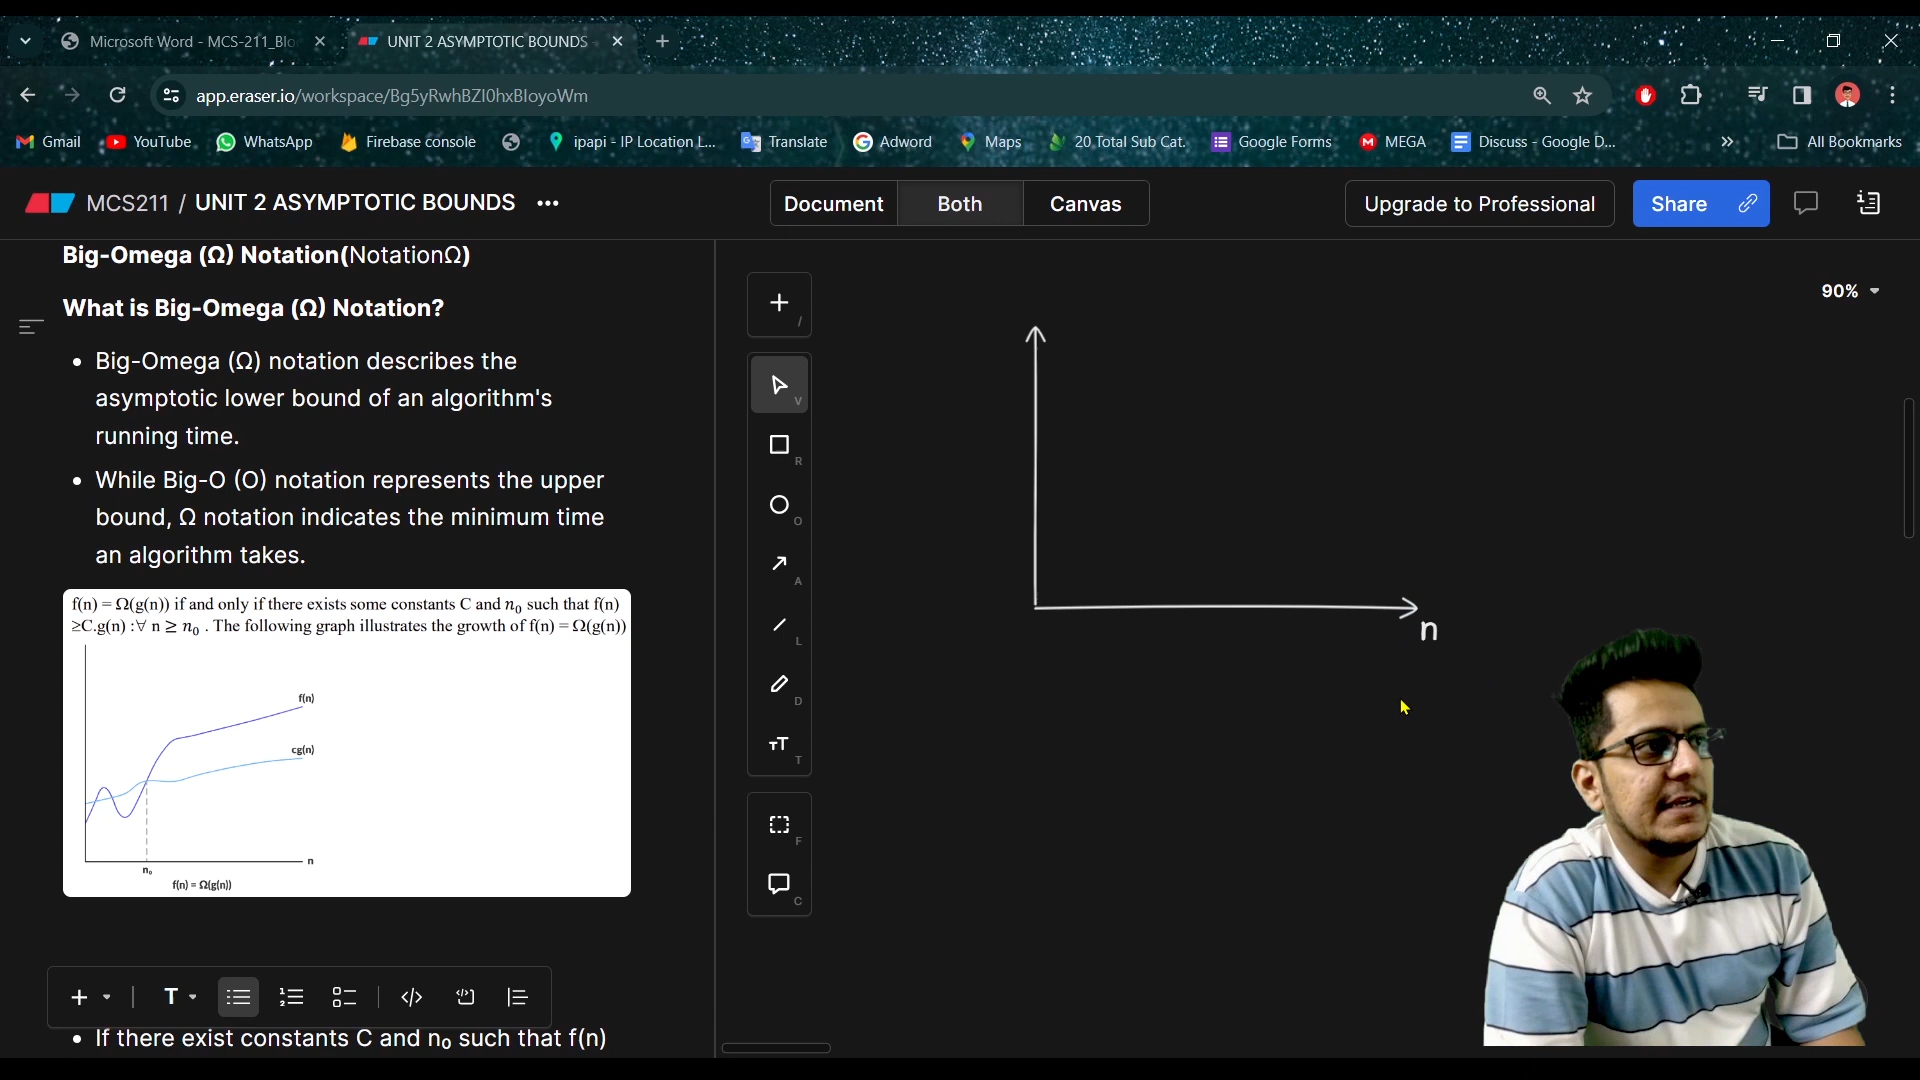 Microsoft Word - MCS-211_Blo
UNIT 2 ASYMPTOTIC BOUNDS
app.eraser.io/workspace/Bg5yRwhBZI0hxBIoyoWm
Gmail
YouTube
WhatsApp
Firebase console
ipapi - IP Location L...
Translate
Adword
Maps
20 Total Sub Cat.
Google Forms
MEGA
Discuss - Google D...
All Bookmarks
MCS211 / UNIT 2 ASYMPTOTIC BOUNDS
Document
Both
Canvas
Upgrade to Professional
Share
Big-Omega (Ω) Notation(NotationΩ)
What is Big-Omega (Ω) Notation?
• Big-Omega (Ω) notation describes the
asymptotic lower bound of an algorithm's
running time.
• While Big-O (O) notation represents the upper
bound, Ω notation indicates the minimum time
an algorithm takes.
f(n) = Ω(g(n)) if and only if there exists some constants C and n₀ such that f(n)
≥C.g(n) :∀ n ≥ n₀ . The following graph illustrates the growth of f(n) = Ω(g(n))
f(n)
cg(n)
n
n₀
f(n) = Ω(g(n))
T
• If there exist constants C and n₀ such that f(n)
/
V
R
O
A
L
D
TT
T
F
C
90%
n